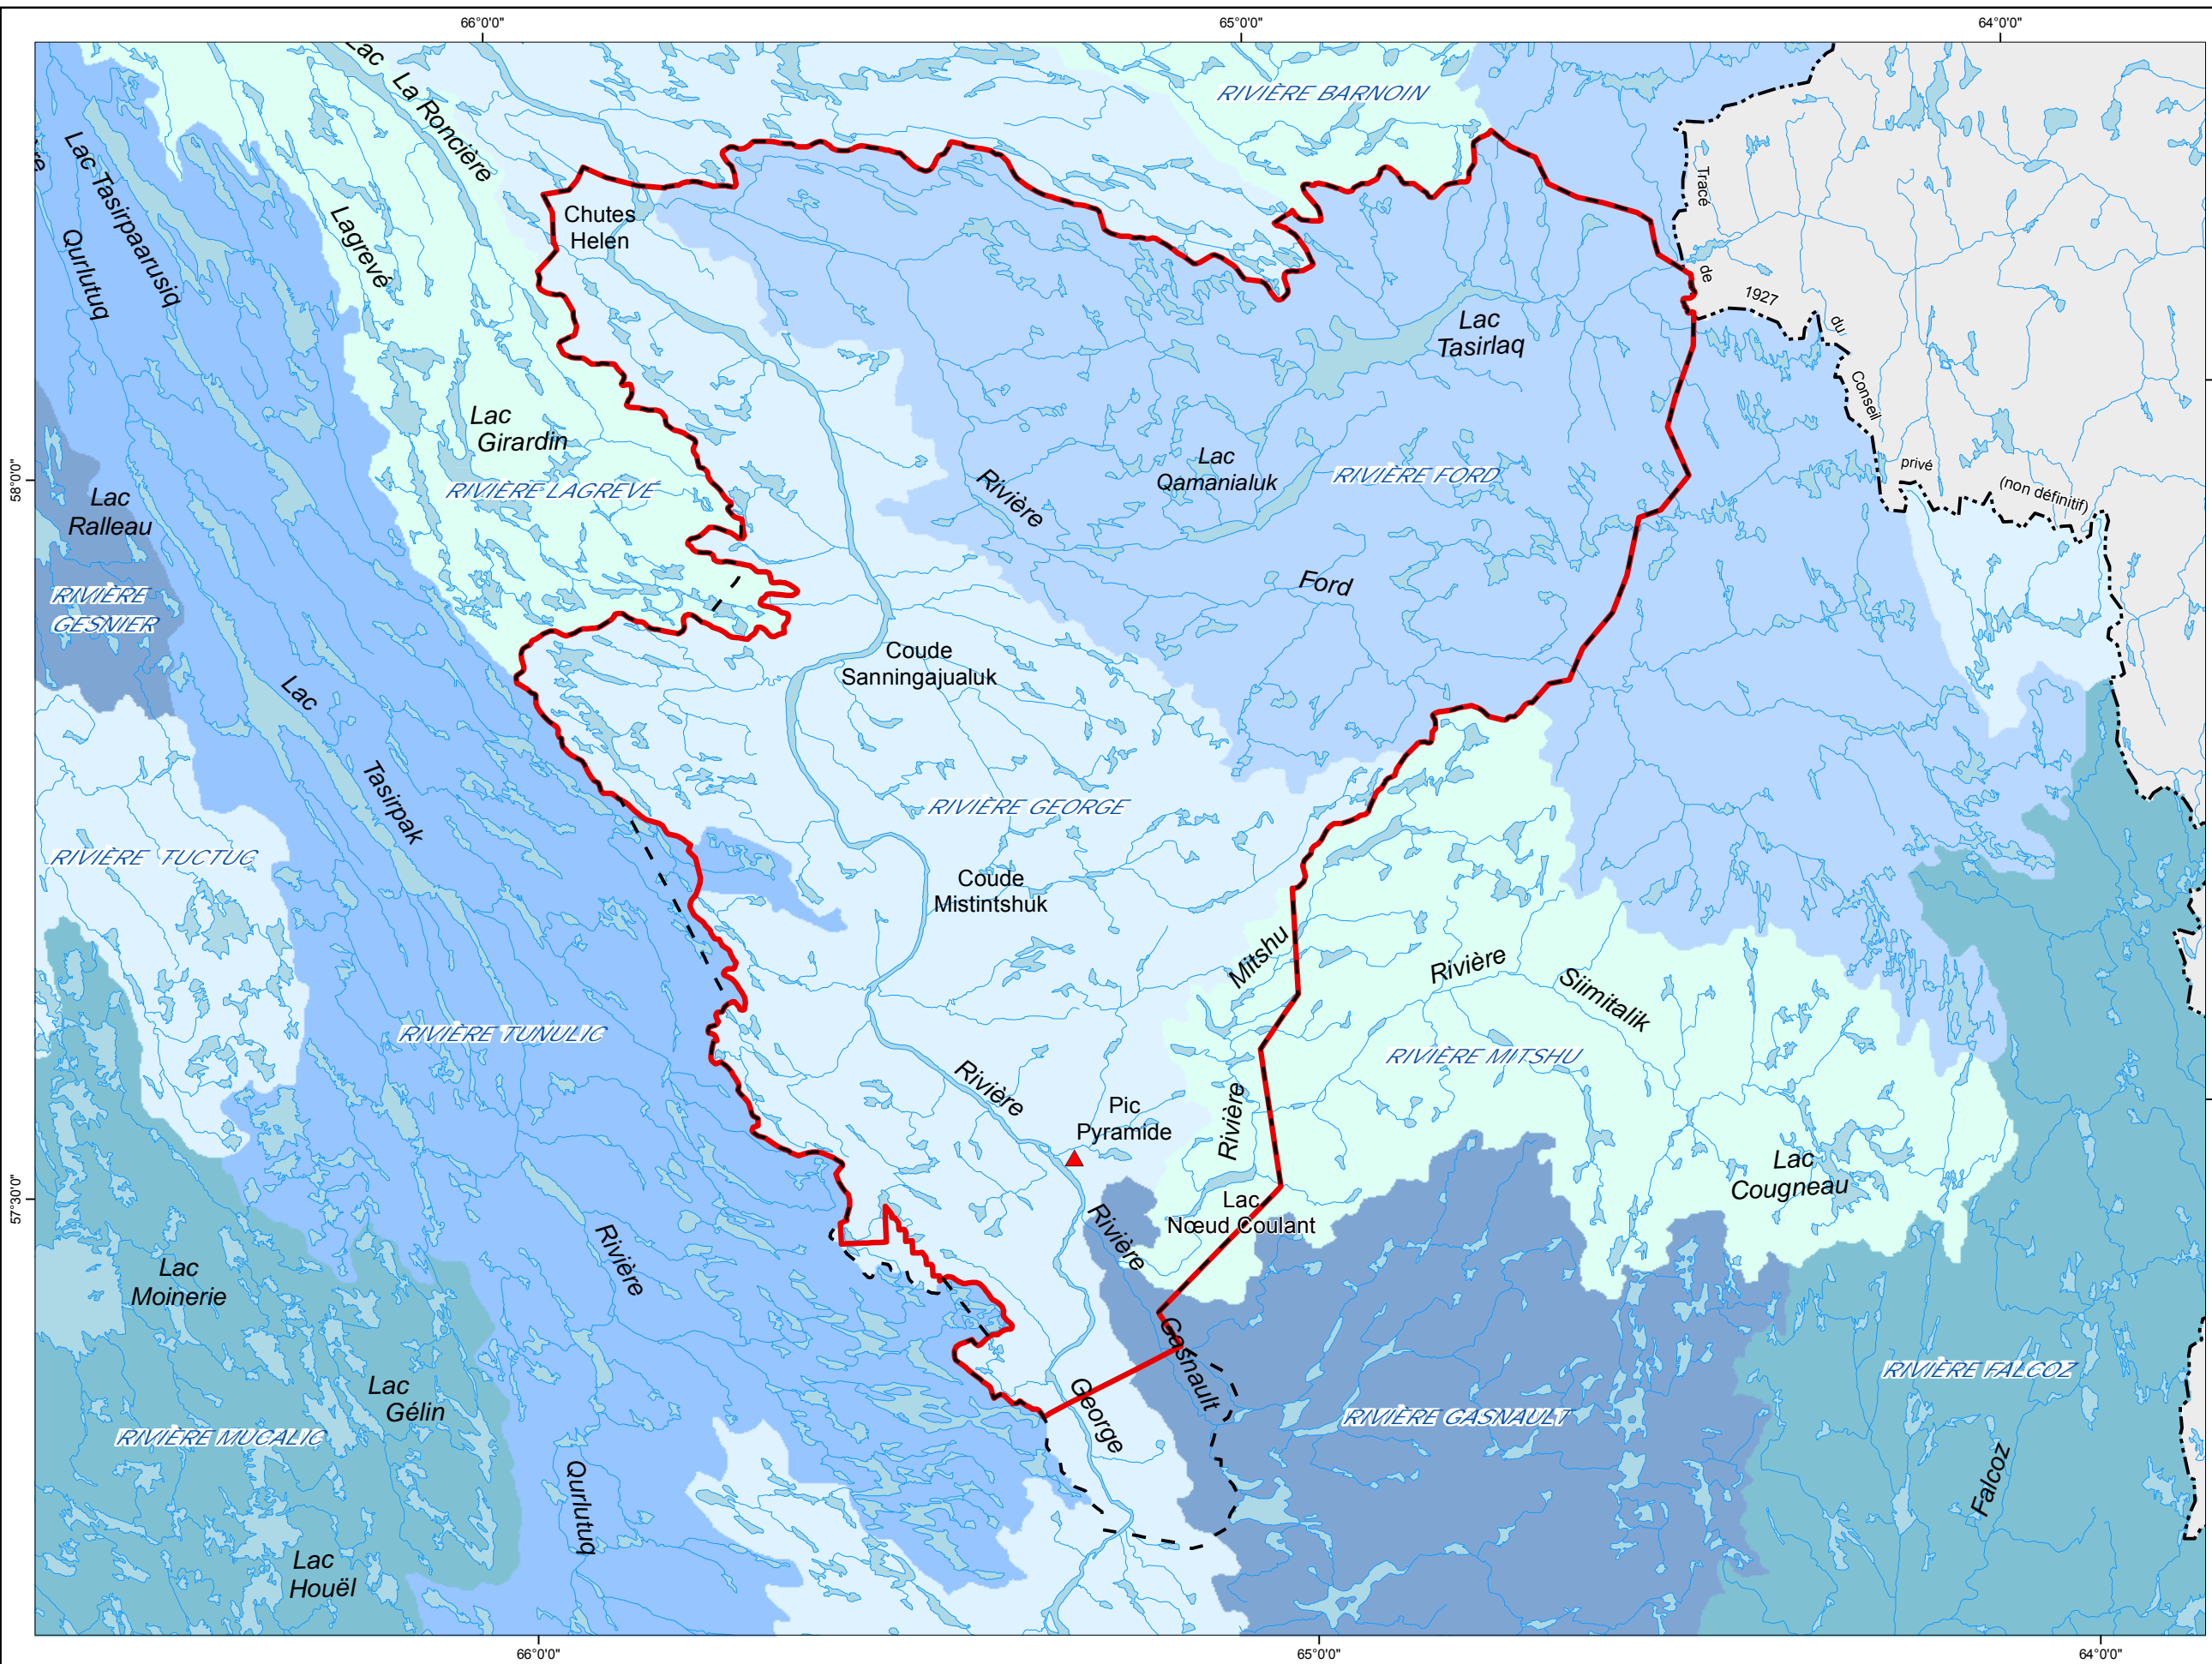 66°0'0"
65°0'0"
64°0'0"
Lac La Roncière
RIVIÈRE BARNOIN
Lac Tasirpaarusiq
Qurlutuq
Lagrevé
Chutes
Helen
Tracé
de
1927
du
Conseil
privé
(non définitif)
Lac
Tasirlaq
Lac
Girardin
RIVIÈRE LAGREVÉ
58°0'0"
Lac
Ralleau
Lac
Qamanialuk
RIVIÈRE FORD
Rivière
Ford
RIVIÈRE
GESNIER
Coude
Sanningajualuk
Lac
Tasirpak
RIVIÈRE GEORGE
RIVIÈRE TUCTUC
Coude
Mistintshuk
Mitshu
Rivière
Siimitalik
RIVIÈRE TUNULIC
RIVIÈRE MITSHU
Rivière
Pic
Pyramide
Rivière
57°30'0"
Lac
Cougneau
Lac
Nœud Coulant
Rivière
Rivière
Lac
Moinerie
Gasnault
George
Lac
Gélin
RIVIÈRE FALCOZ
RIVIÈRE GASNAULT
RIVIÈRE MUCALIC
Qurlutuq
Falcoz
Lac
Houël
66°0'0"
65°0'0"
64°0'0"